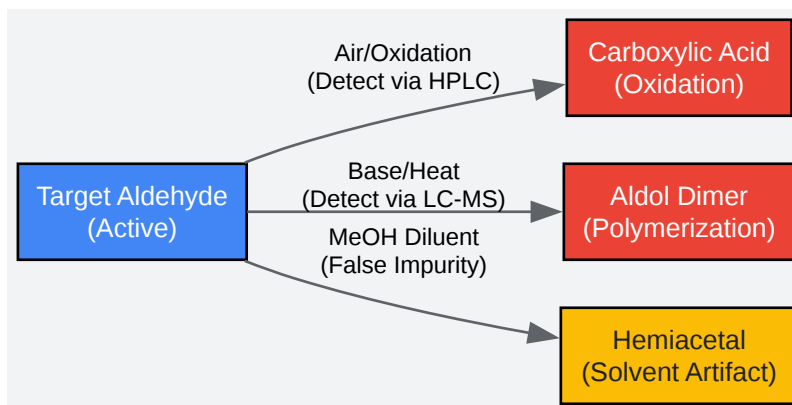 Air/Oxidation
(Detect via HPLC)
Carboxylic Acid
(Oxidation)
Target Aldehyde
(Active)
Base/Heat
(Detect via LC-MS)
Aldol Dimer
(Polymerization)
MeOH Diluent
(False Impurity)
Hemiacetal
(Solvent Artifact)